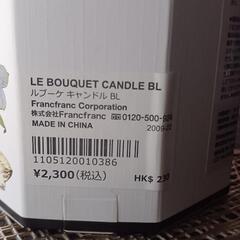 LE BOUQUET CANDLE BL
ルブーケ キャンドル BL
Francfranc Corporation
株式会社Francfranc 0120-500-924
MADE IN CHINA
1105120010386
¥2,300(税込)
HK$ 230